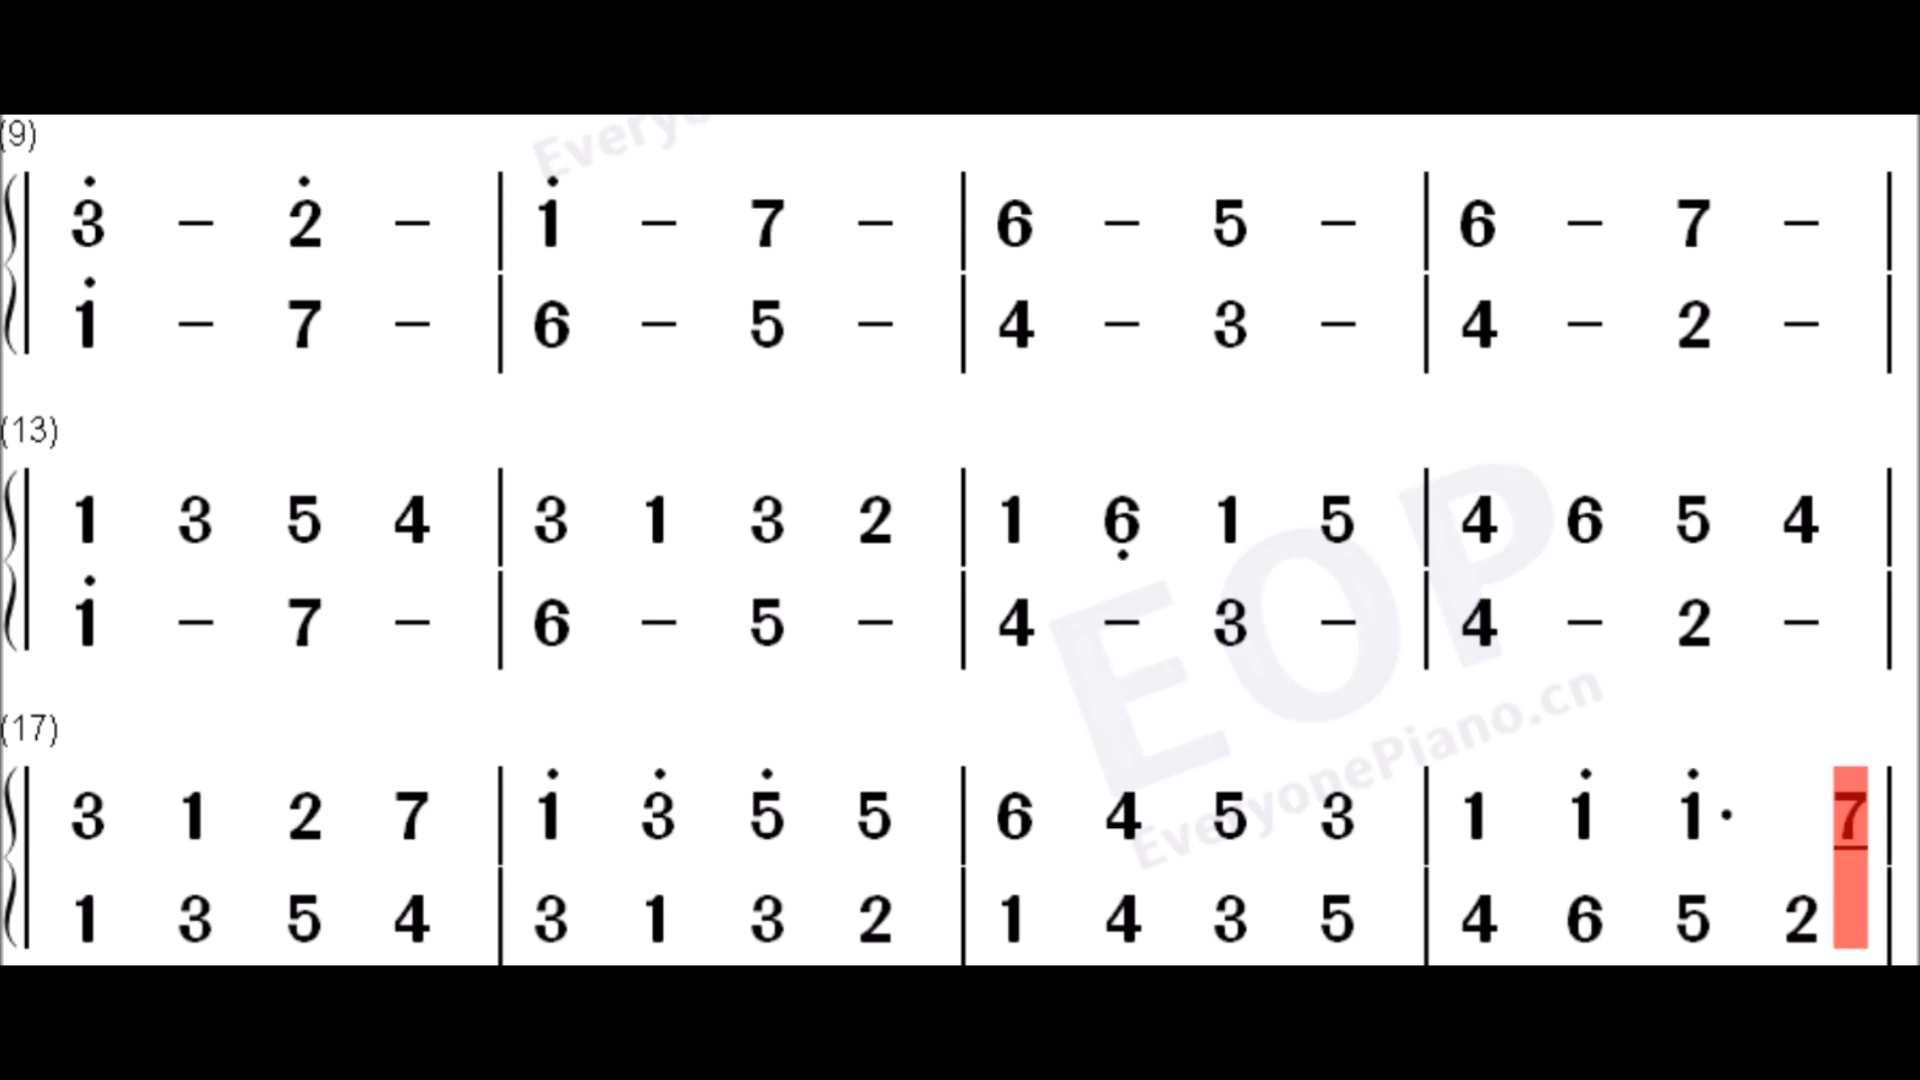 Everyo
(9)
3̇ – 2̇ – | 1̇ – 7 – | 6 – 5 – | 6 – 7 – |
1̇ – 7 – | 6 – 5 – | 4 – 3 – | 4 – 2 – |
(13)
1 3 5 4 | 3 1 3 2 | 1 6̣ 1 5 | 4 6 5 4 |
1̇ – 7 – | 6 – 5 – | 4 – 3 – | 4 – 2 – |
EOP
EveryonePiano.cn
(17)
3 1 2 7 | 1̇ 3̇ 5̇ 5 | 6 4 5 3 | 1 1̇ 1̇· 7̲ |
1 3 5 4 | 3 1 3 2 | 1 4 3 5 | 4 6 5 2 |